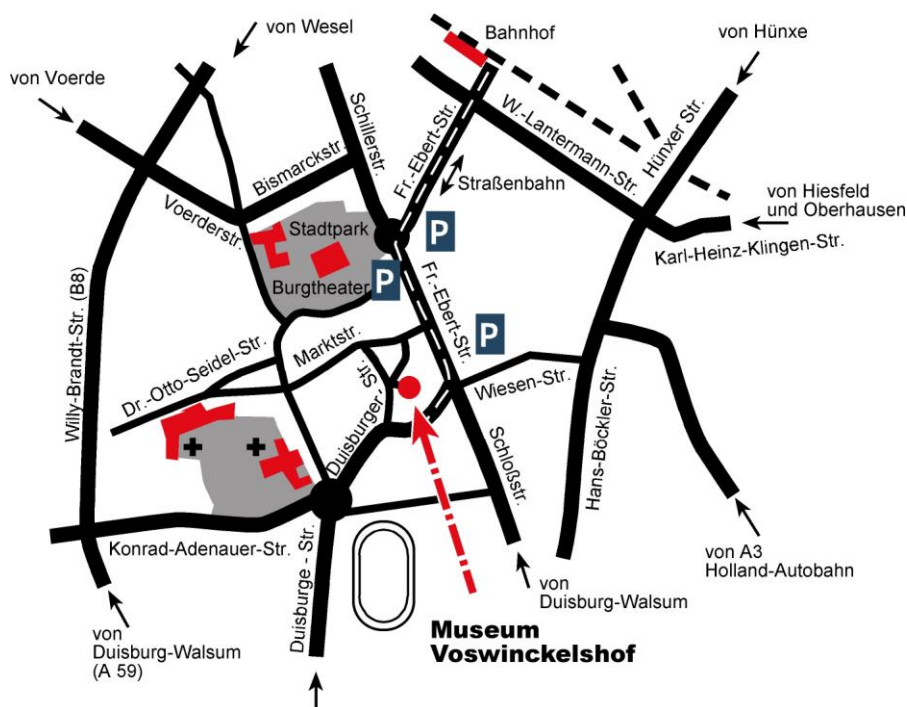 von Wesel
Bahnhof
von Hünxe
von Voerde
Schillerstr.
Fr.-Ebert-Str.
W.-Lantermann-Str.
Hünxer Str.
Bismarckstr.
Straßenbahn
Voerderstr.
von Hiesfeld
und Oberhausen
Stadtpark
P
Karl-Heinz-Klingen-Str.
Burgtheater
P
Fr.-Ebert-Str.
Willy-Brandt-Str. (B8)
P
Marktstr.
Dr.-Otto-Seidel-Str.
Wiesen-Str.
Duisburger-Str.
Schloßstr.
Hans-Böckler-Str.
Konrad-Adenauer-Str.
Duisburge - Str.
von A3
Holland-Autobahn
von
Duisburg-Walsum
von
Duisburg-Walsum
(A 59)
Museum
Voswinckelshof